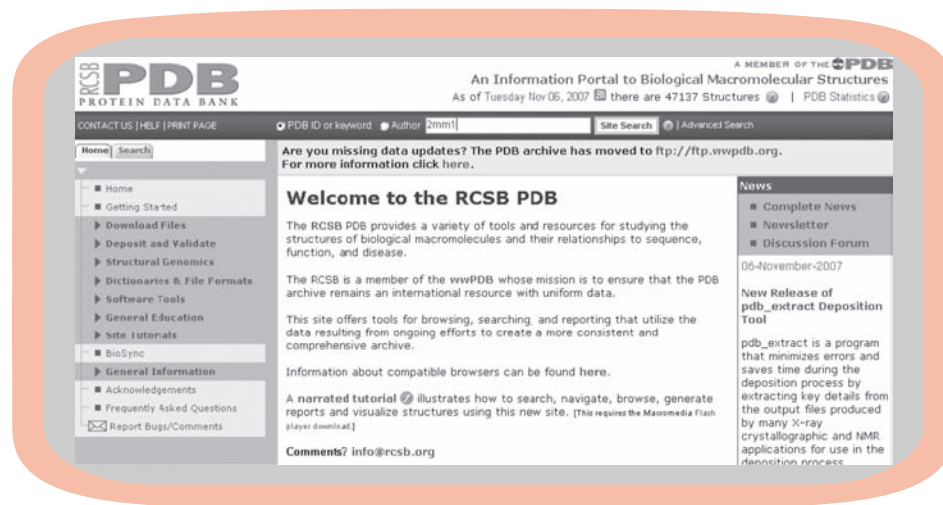 RCSB PDB
PROTEIN DATA BANK
A MEMBER OF THE PDB
An Information Portal to Biological Macromolecular Structures
As of Tuesday Nov 06, 2007 there are 47137 Structures | PDB Statistics
CONTACT US | HELP | PRINT PAGE PDB ID or keyword Author 2mm1 Site Search | Advanced Search
Home Search
Are you missing data updates? The PDB archive has moved to ftp://ftp.wwpdb.org.
For more information click here.
Home
Getting Started
Download Files
Deposit and Validate
Structural Genomics
Dictionaries & File Formats
Software Tools
General Education
Site Tutorials
BioSync
General Information
Acknowledgements
Frequently Asked Questions
Report Bugs/Comments
Welcome to the RCSB PDB
The RCSB PDB provides a variety of tools and resources for studying the
structures of biological macromolecules and their relationships to sequence,
function, and disease.
The RCSB is a member of the wwPDB whose mission is to ensure that the PDB
archive remains an international resource with uniform data.
This site offers tools for browsing, searching, and reporting that utilize the
data resulting from ongoing efforts to create a more consistent and
comprehensive archive.
Information about compatible browsers can be found here.
A narrated tutorial illustrates how to search, navigate, browse, generate
reports and visualize structures using this new site. [This requires the Macromedia Flash
player download.]
Comments? info@rcsb.org
News
Complete News
Newsletter
Discussion Forum
06-November-2007
New Release of
pdb_extract Deposition
Tool
pdb_extract is a program
that minimizes errors and
saves time during the
deposition process by
extracting key details from
the output files produced
by many X-ray
crystallographic and NMR
applications for use in the
deposition process